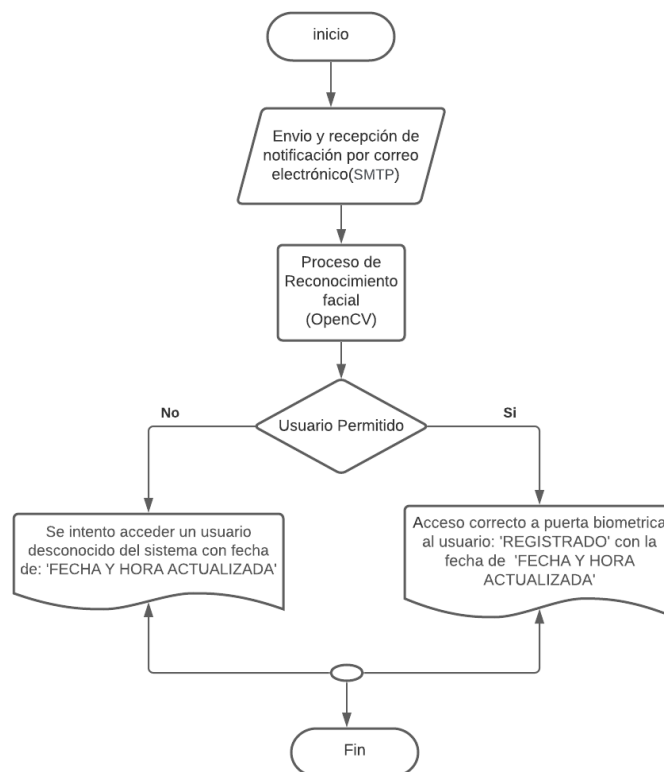 inicio
Envio y recepción de
notificación por correo
electrónico(SMTP)
Proceso de
Reconocimiento
facial
(OpenCV)
Usuario Permitido
No
Si
Se intento acceder un usuario
desconocido del sistema con fecha
de: 'FECHA Y HORA ACTUALIZADA'
Acceso correcto a puerta biometrica
al usuario: 'REGISTRADO' con la
fecha de 'FECHA Y HORA
ACTUALIZADA'
Fin